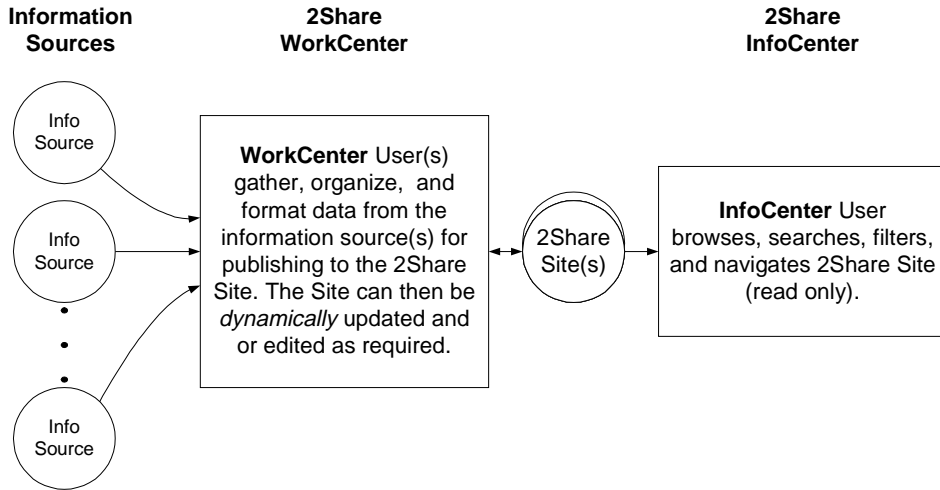 Information
Sources
2Share
WorkCenter
2Share
InfoCenter
Info
Source
Info
Source
Info
Source
WorkCenter User(s)
gather, organize, and
format data from the
information source(s) for
publishing to the 2Share
Site. The Site can then be
dynamically updated and
or edited as required.
2Share
Site(s)
InfoCenter User
browses, searches, filters,
and navigates 2Share Site
(read only).